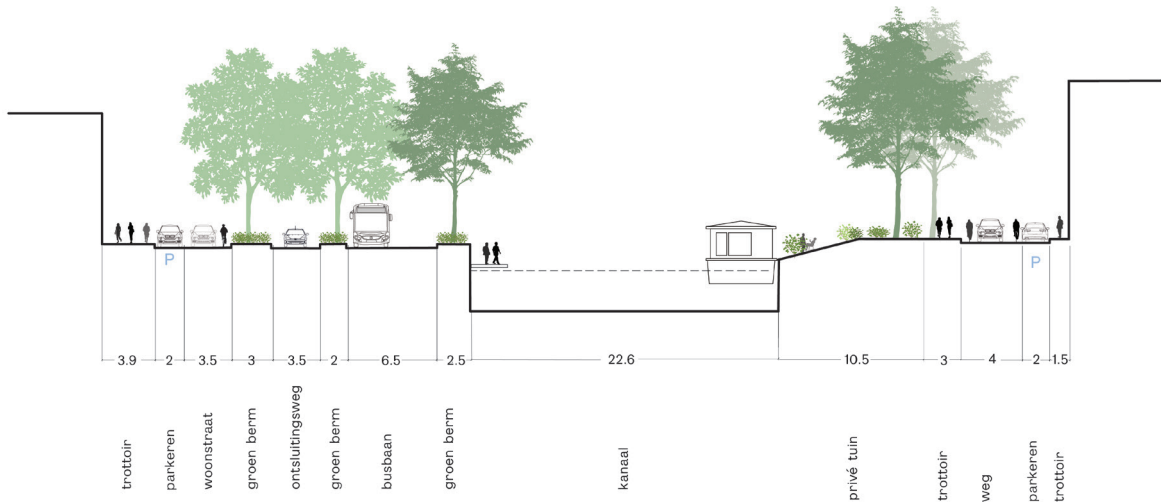 P
P
3.9
2
3.5
3
3.5
2
6.5
2.5
22.6
10.5
3
4
2
1.5
trottoir
parkeren
woonstraat
groen berm
ontsluitingsweg
groen berm
busbaan
groen berm
kanaal
privé tuin
trottoir
weg
parkeren
trottoir